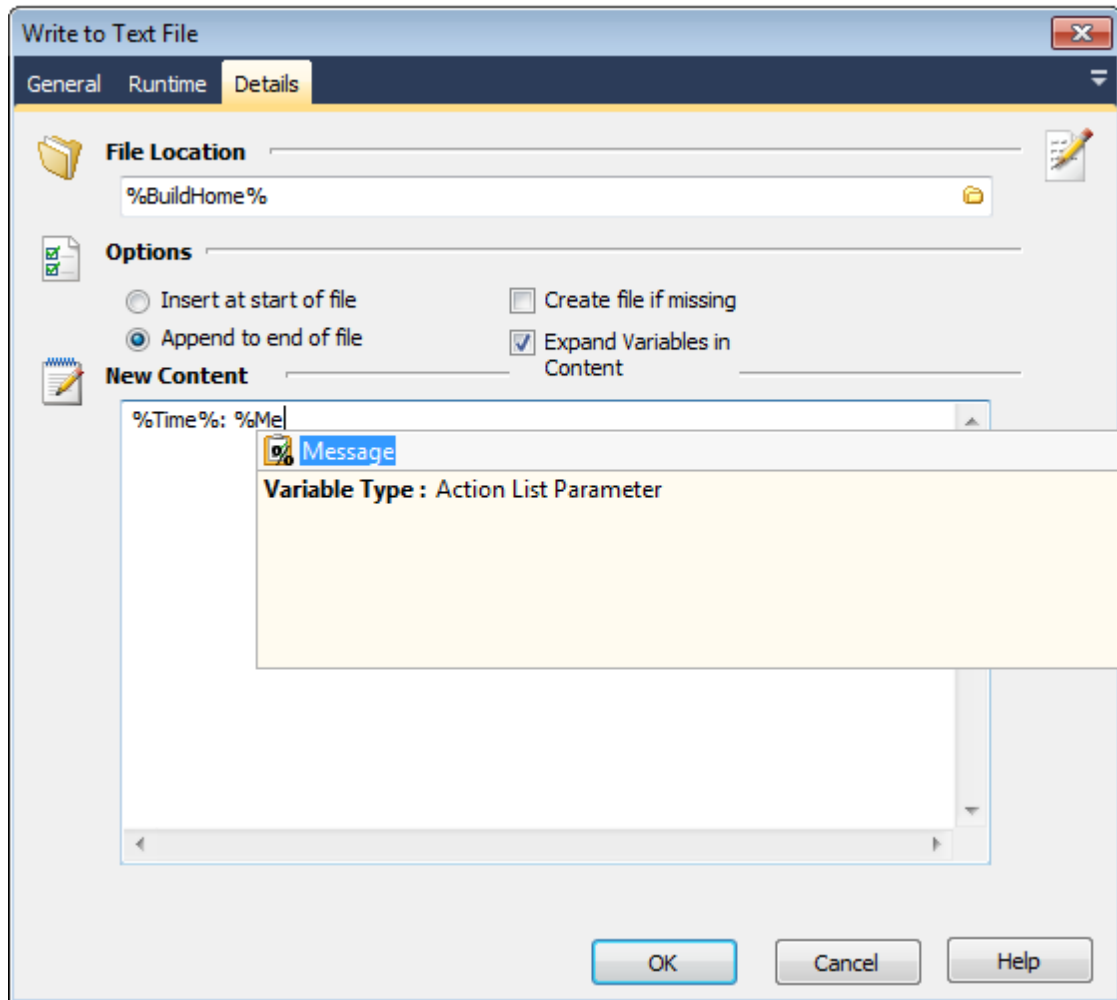 Write to Text File
General Runtime Details
File Location
%BuildHome%
Options
Insert at start of file
Create file if missing
Append to end of file
Expand Variables in
Content
New Content
%Time%: %Me
Message
Variable Type : Action List Parameter
OK Cancel Help